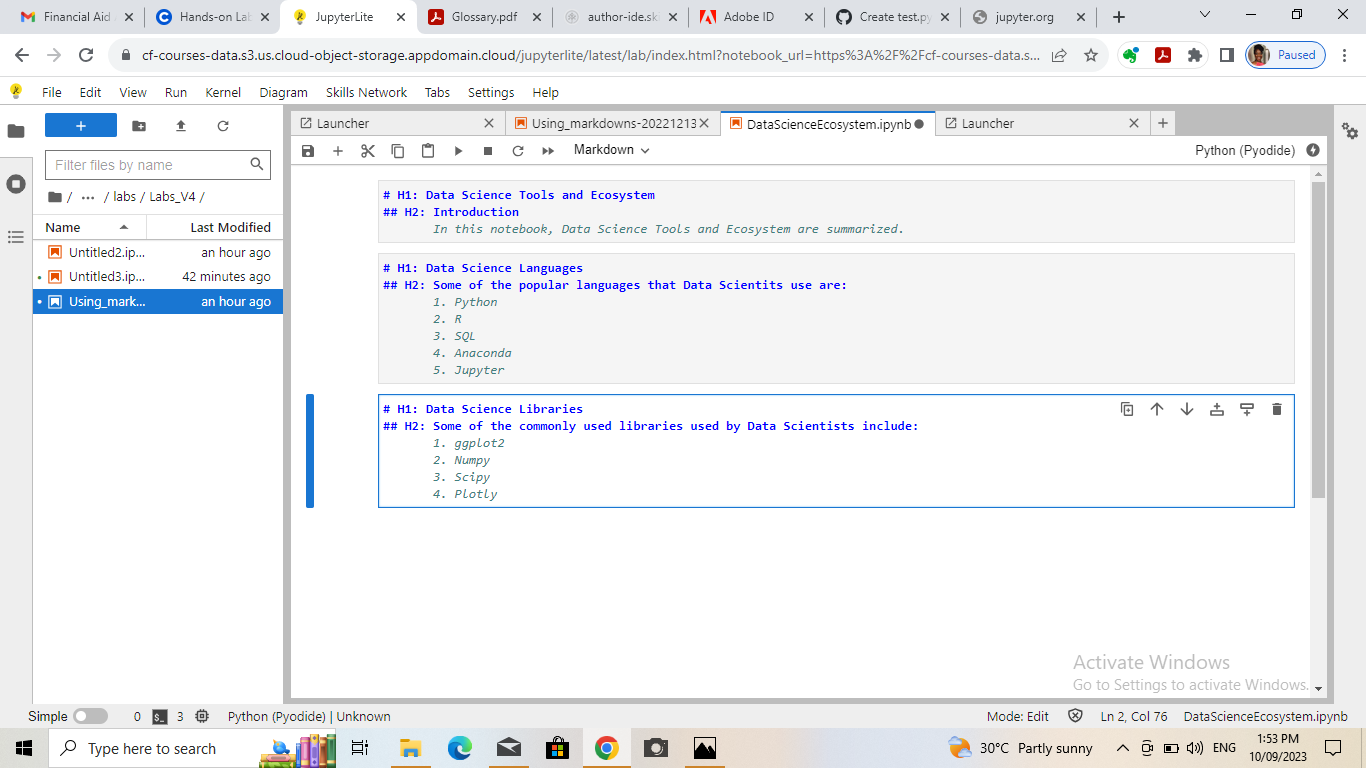 Financial Aid
Hands-on Lab
JupyterLite
Glossary.pdf
author-ide.sk
Adobe ID
Create test.py
jupyter.org
cf-courses-data.s3.us.cloud-object-storage.appdomain.cloud/jupyterlite/latest/lab/index.html?notebook_url=https%3A%2F%2Fcf-courses-data.s...
Paused
File Edit View Run Kernel Diagram Skills Network Tabs Settings Help
Launcher
Using_markdowns-20221213
DataScienceEcosystem.ipynb
Launcher
Filter files by name
Markdown
Python (Pyodide)
/ ··· / labs / Labs_V4 /
Name Last Modified
Untitled2.ip... an hour ago
Untitled3.ip... 42 minutes ago
Using_mark... an hour ago
# H1: Data Science Tools and Ecosystem
## H2: Introduction
In this notebook, Data Science Tools and Ecosystem are summarized.
# H1: Data Science Languages
## H2: Some of the popular languages that Data Scientits use are:
1. Python
2. R
3. SQL
4. Anaconda
5. Jupyter
# H1: Data Science Libraries
## H2: Some of the commonly used libraries used by Data Scientists include:
1. ggplot2
2. Numpy
3. Scipy
4. Plotly
Activate Windows
Go to Settings to activate Windows.
Simple 0 3 Python (Pyodide) | Unknown Mode: Edit Ln 2, Col 76 DataScienceEcosystem.ipynb
Type here to search
30°C Partly sunny
ENG
1:53 PM
10/09/2023